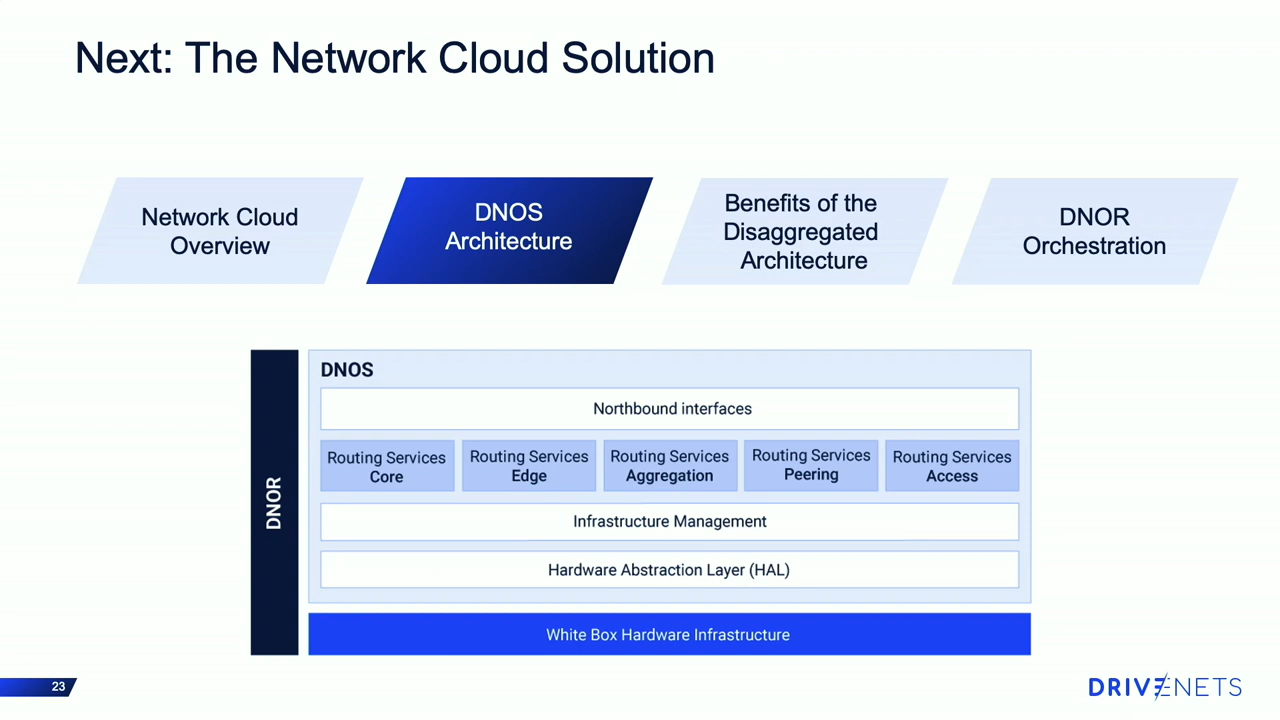 Next: The Network Cloud Solution
Network Cloud
Overview
DNOS
Architecture
Benefits of the
Disaggregated
Architecture
DNOR
Orchestration
DNOR
DNOS
Northbound interfaces
Routing Services
Core
Routing Services
Edge
Routing Services
Aggregation
Routing Services
Peering
Routing Services
Access
Infrastructure Management
Hardware Abstraction Layer (HAL)
White Box Hardware Infrastructure
23
DRIVENETS